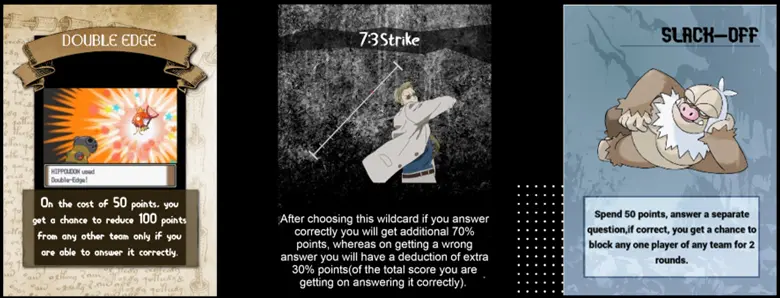 DOUBLE EDGE
HIPPOWDON used
Double-Edge!
On the cost of 50 points, you
get a chance to reduce 100 points
from any other team only if you
are able to answer it correctly.
7:3 Strike
After choosing this wildcard if you answer
correctly you will get additional 70%
points, whereas on getting a wrong
answer you will have a deduction of extra
30% points(of the total score you are
getting on answering it correctly).
SLACK-OFF
Spend 50 points, answer a separate
question,if correct, you get a chance to
block any one player of any team for 2
rounds.